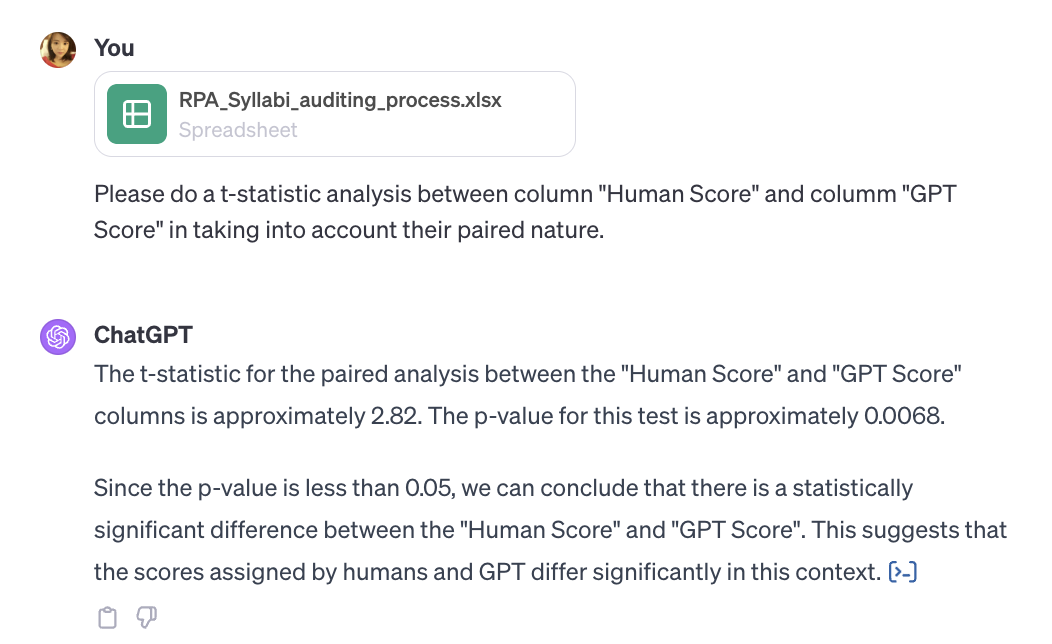 You
RPA_Syllabi_auditing_process.xlsx
Spreadsheet
Please do a t-statistic analysis between column "Human Score" and columm "GPT
Score" in taking into account their paired nature.
ChatGPT
The t-statistic for the paired analysis between the "Human Score" and "GPT Score"
columns is approximately 2.82. The p-value for this test is approximately 0.0068.
Since the p-value is less than 0.05, we can conclude that there is a statistically
significant difference between the "Human Score" and "GPT Score". This suggests that
the scores assigned by humans and GPT differ significantly in this context. [>-]